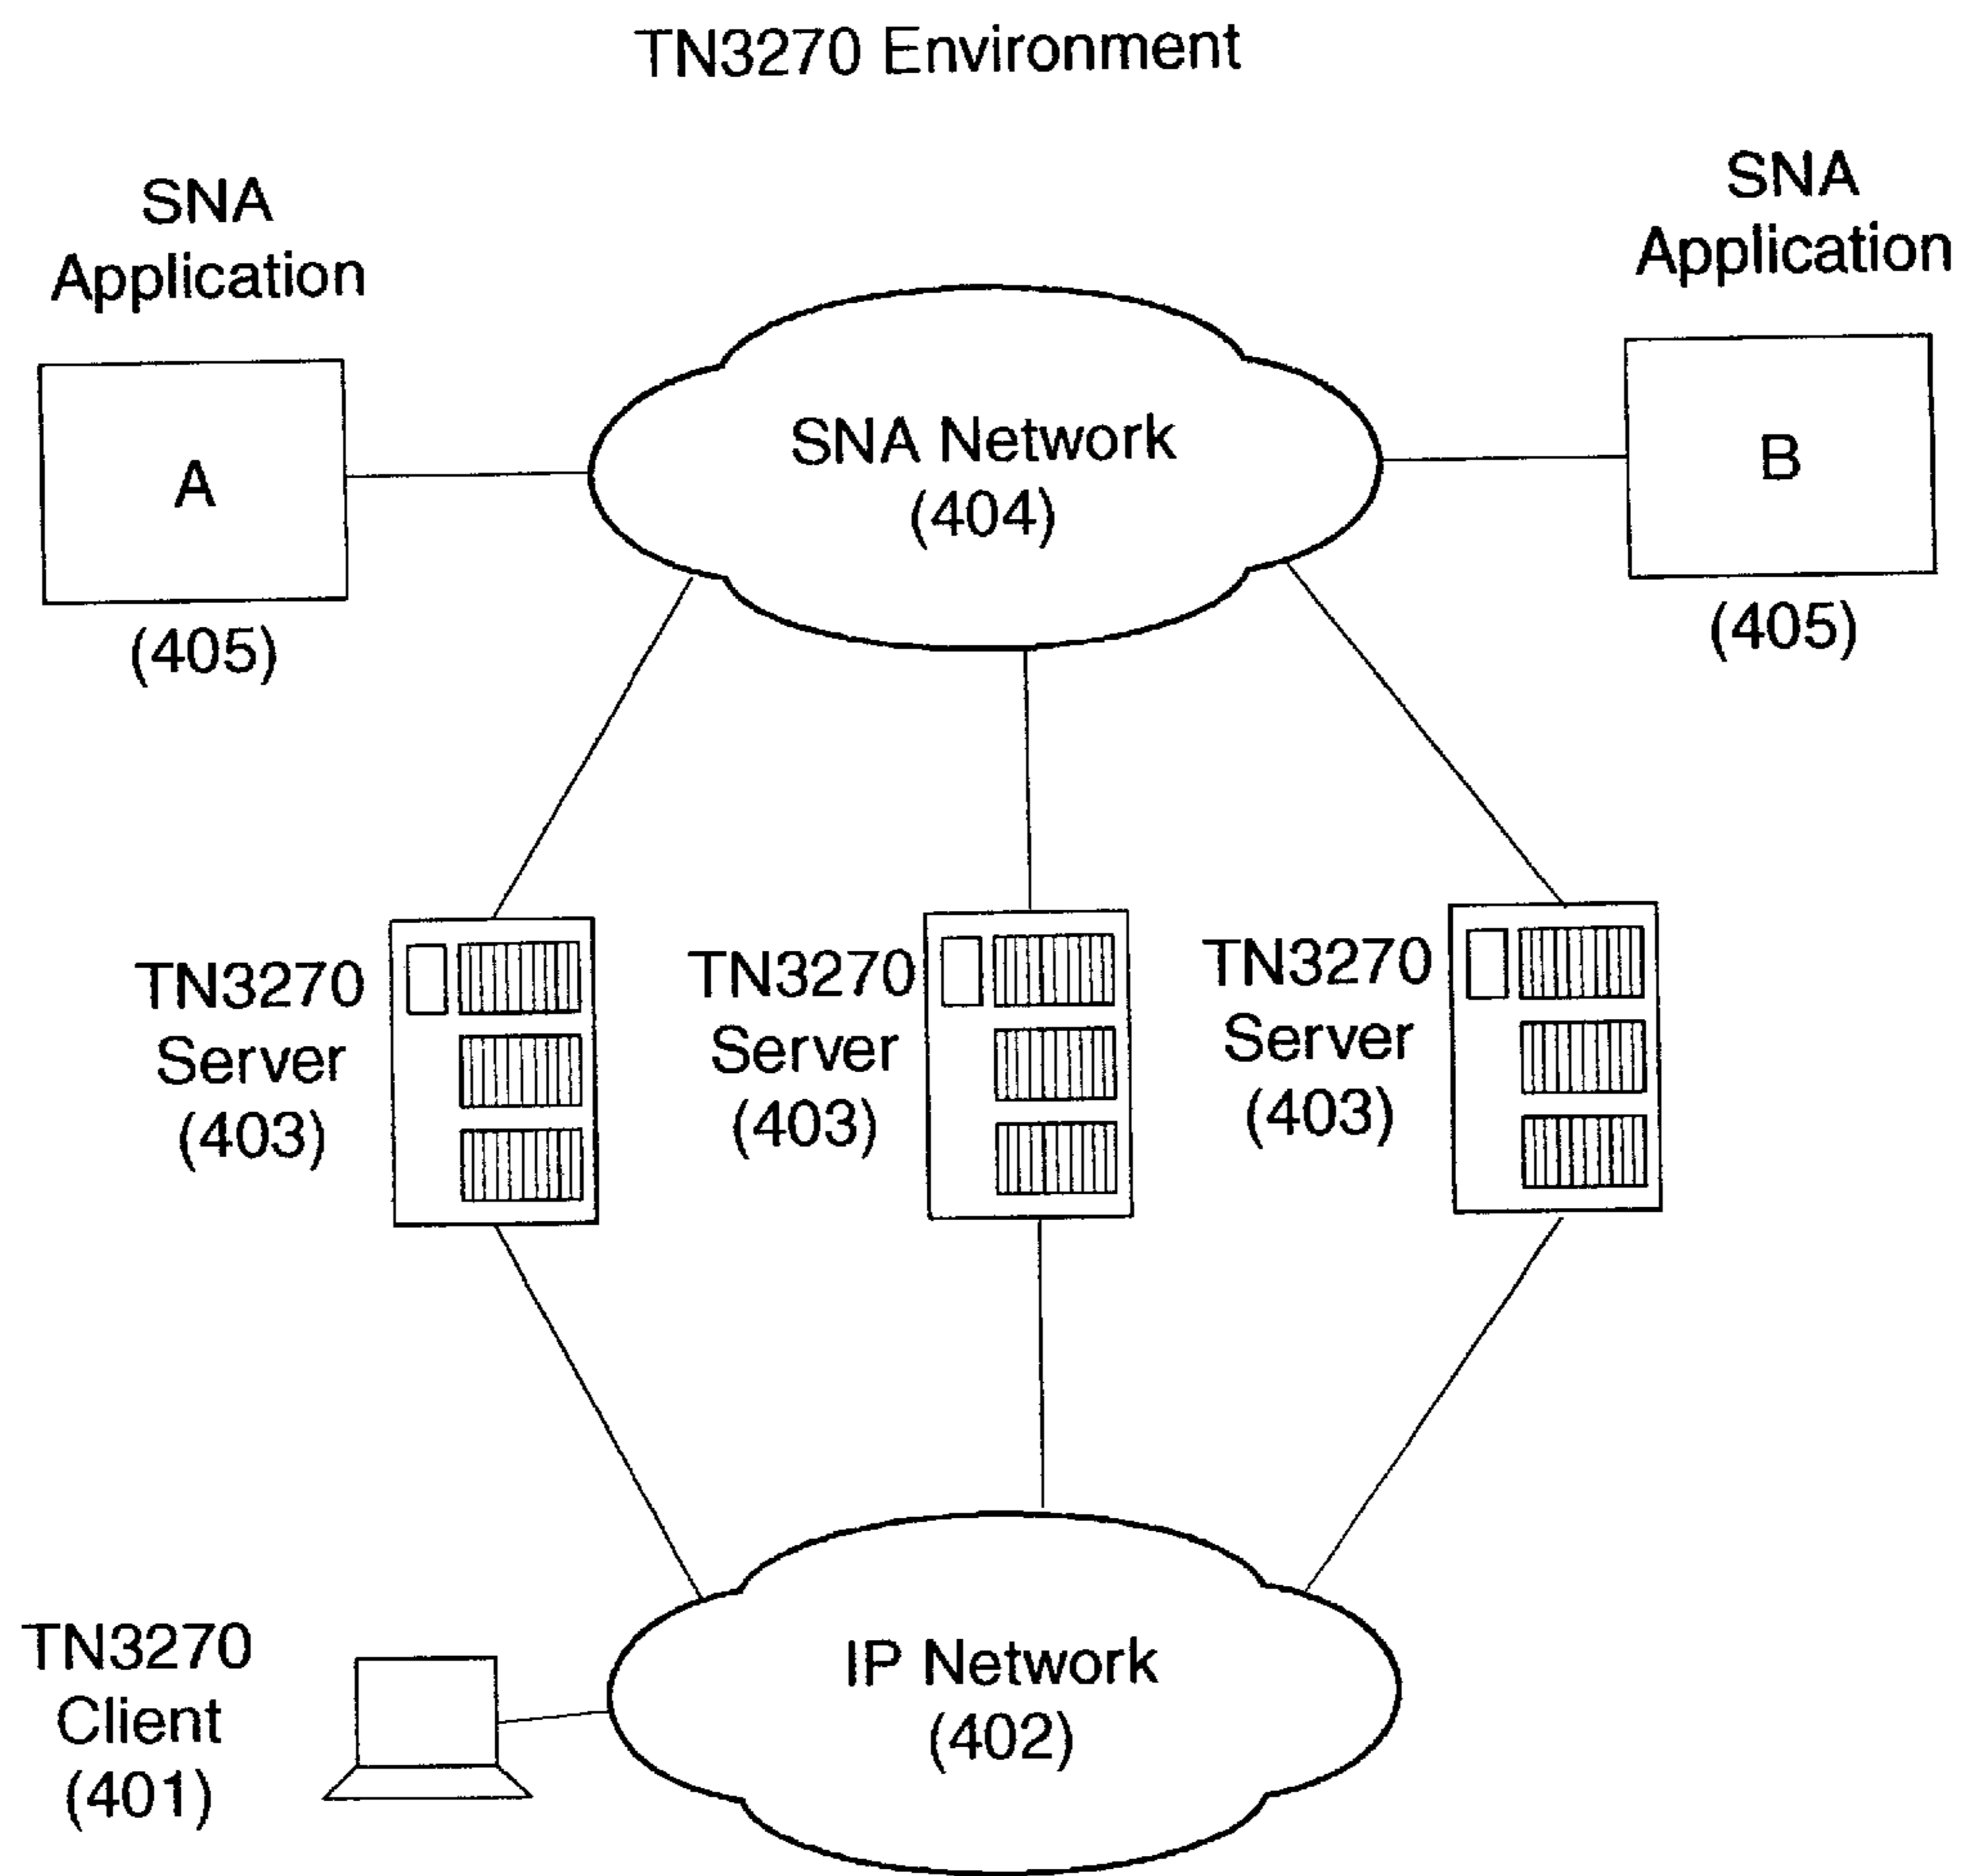 TN3270 Environment
SNA
Application
A
(405)
SNA
Application
B
(405)
SNA Network
(404)
TN3270
Server
(403)
TN3270
Server
(403)
TN3270
Server
(403)
TN3270
Client
(401)
IP Network
(402)